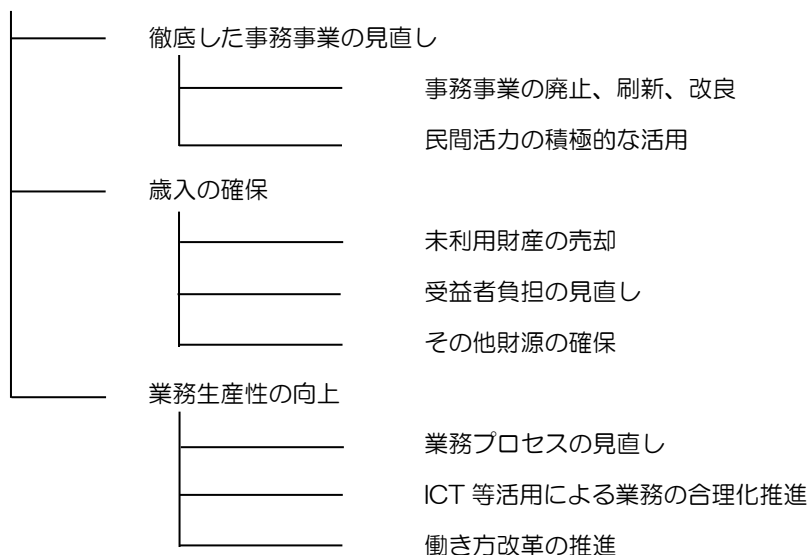 徹底した事務事業の見直し
事務事業の廃止、刷新、改良
民間活力の積極的な活用
歳入の確保
未利用財産の売却
受益者負担の見直し
その他財源の確保
業務生産性の向上
業務プロセスの見直し
ICT 等活用による業務の合理化推進
働き方改革の推進